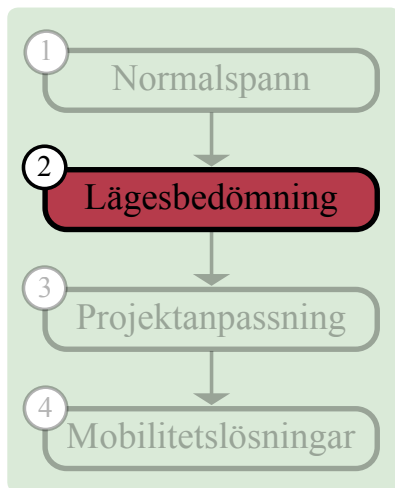 1
Normalspann
2
Lägesbedömning
3
Projektanpassning
4
Mobilitetslösningar